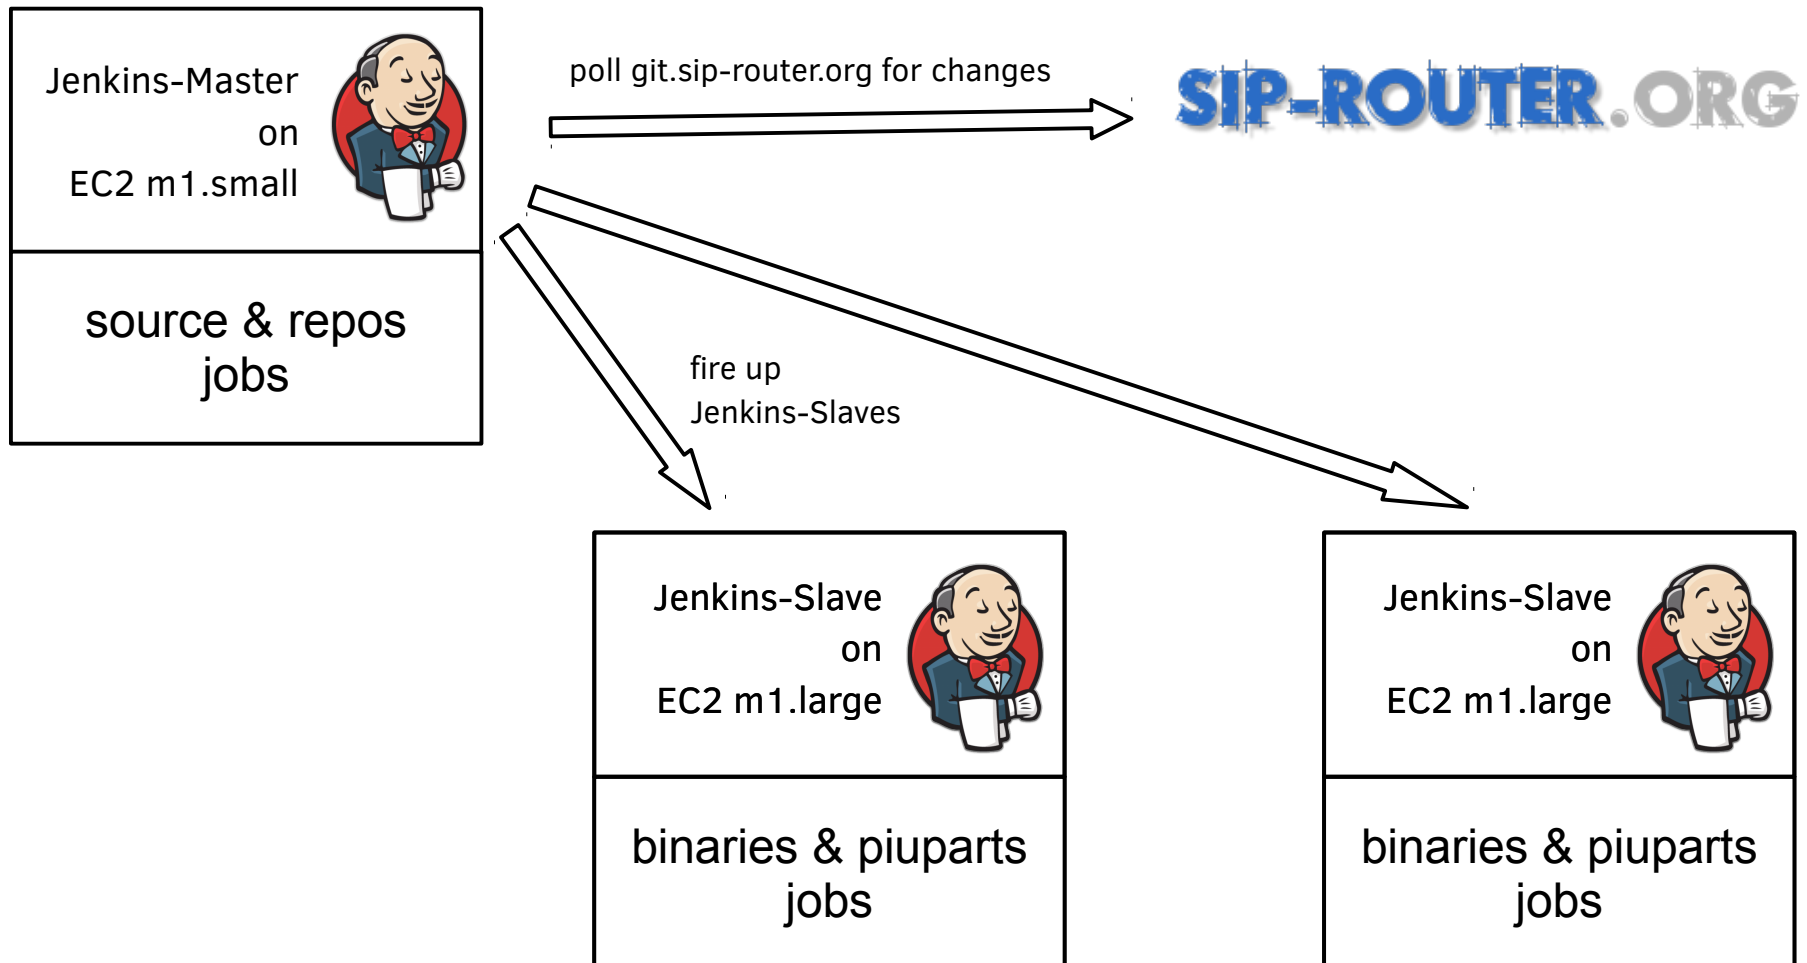 Jenkins-Master
on
EC2 m1.small
source & repos
jobs
poll git.sip-router.org for changes
SIP-ROUTER.ORG
fire up
Jenkins-Slaves
Jenkins-Slave
on
EC2 m1.large
binaries & piuparts
jobs
Jenkins-Slave
on
EC2 m1.large
binaries & piuparts
jobs